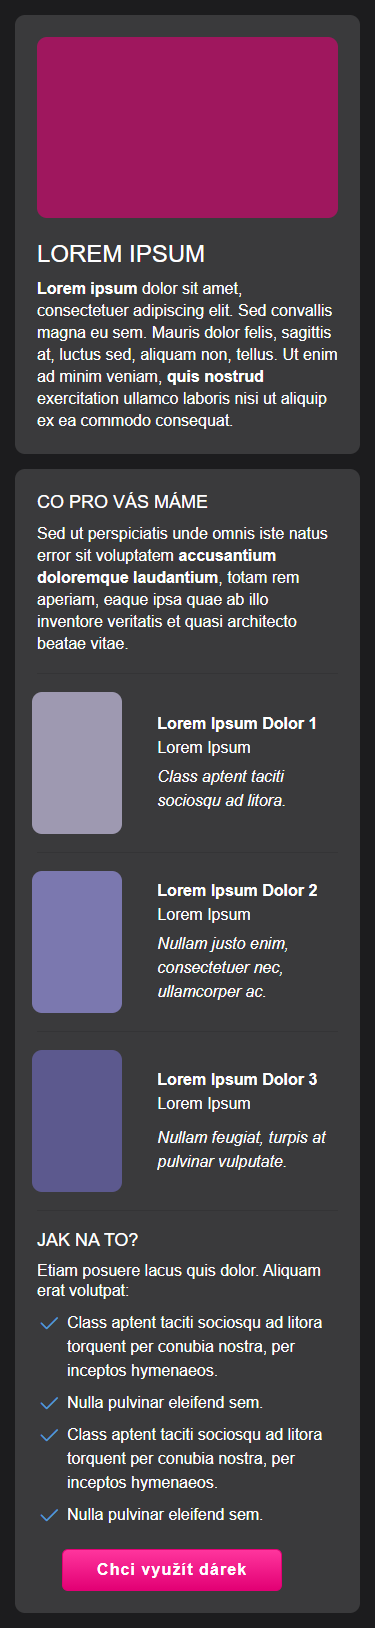 LOREM IPSUM
Lorem ipsum dolor sit amet,
consectetuer adipiscing elit. Sed convallis
magna eu sem. Mauris dolor felis, sagittis
at, luctus sed, aliquam non, tellus. Ut enim
ad minim veniam, quis nostrud
exercitation ullamco laboris nisi ut aliquip
ex ea commodo consequat.
CO PRO VÁS MÁME
Sed ut perspiciatis unde omnis iste natus
error sit voluptatem accusantium
doloremque laudantium, totam rem
aperiam, eaque ipsa quae ab illo
inventore veritatis et quasi architecto
beatae vitae.
Lorem Ipsum Dolor 1
Lorem Ipsum
Class aptent taciti
sociosqu ad litora.
Lorem Ipsum Dolor 2
Lorem Ipsum
Nullam justo enim,
consectetuer nec,
ullamcorper ac.
Lorem Ipsum Dolor 3
Lorem Ipsum
Nullam feugiat, turpis at
pulvinar vulputate.
JAK NA TO?
Etiam posuere lacus quis dolor. Aliquam
erat volutpat:
Class aptent taciti sociosqu ad litora
torquent per conubia nostra, per
inceptos hymenaeos.
Nulla pulvinar eleifend sem.
Class aptent taciti sociosqu ad litora
torquent per conubia nostra, per
inceptos hymenaeos.
Nulla pulvinar eleifend sem.
Chci využít dárek